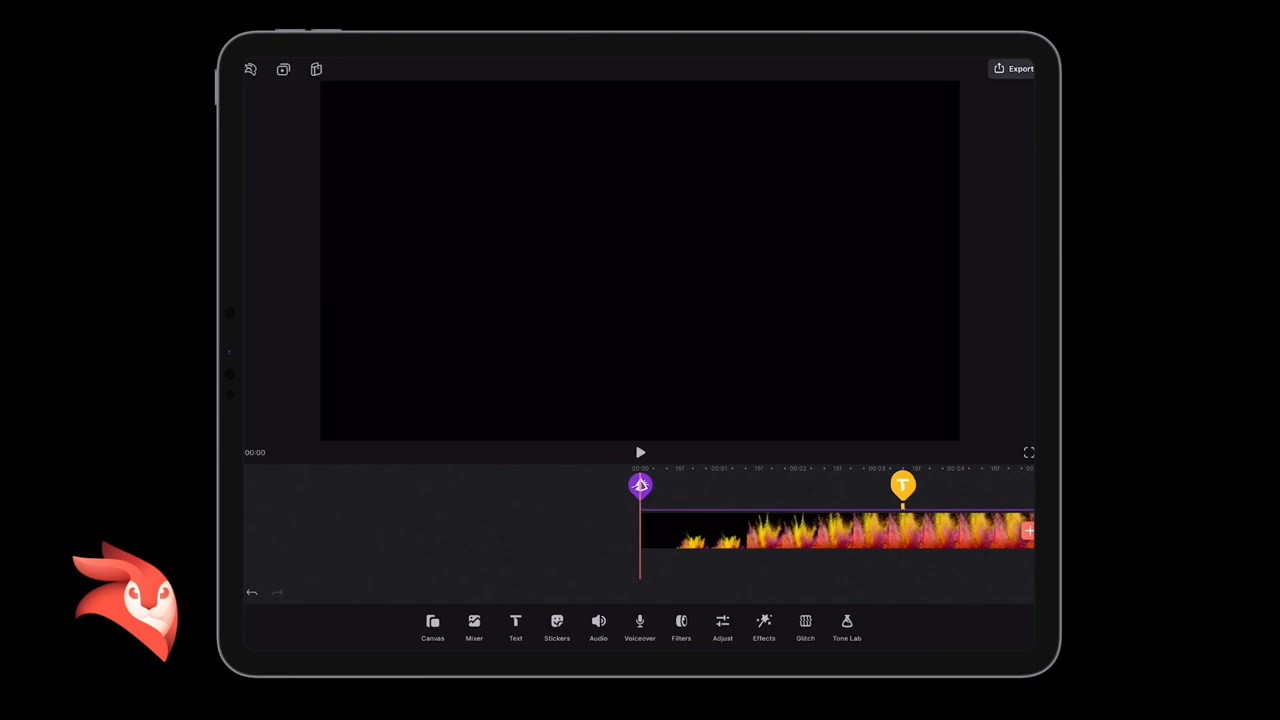 Export
00:00
00:00
15f
00:01
15f
00:02
15f
00:03
15f
00:04
15f
00
T
Canvas
Mixer
Text
Stickers
Audio
Voiceover
Filters
Adjust
Effects
Glitch
Tone Lab